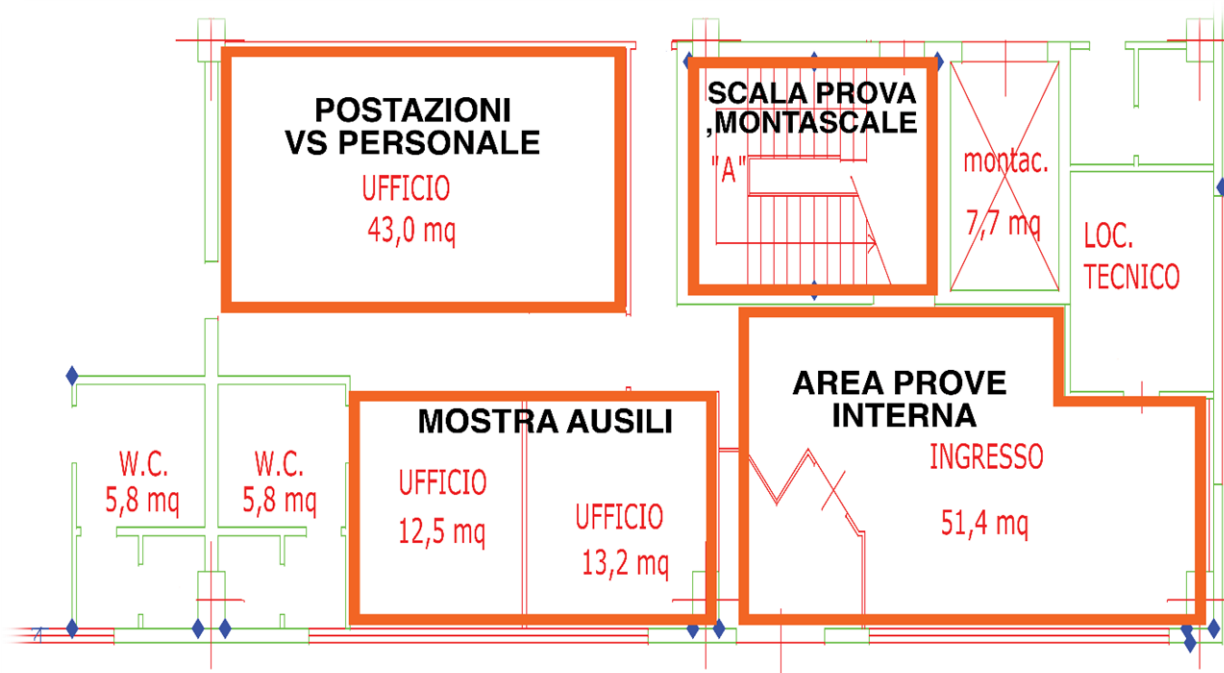 POSTAZIONI
VS PERSONALE
UFFICIO
43,0 mq
SCALA PROVA
,MONTASCALE
"A"
montac.
7,7 mq
LOC.
TECNICO
MOSTRA AUSILI
AREA PROVE
INTERNA
INGRESSO
51,4 mq
W.C.
5,8 mq
W.C.
5,8 mq
UFFICIO
12,5 mq
UFFICIO
13,2 mq